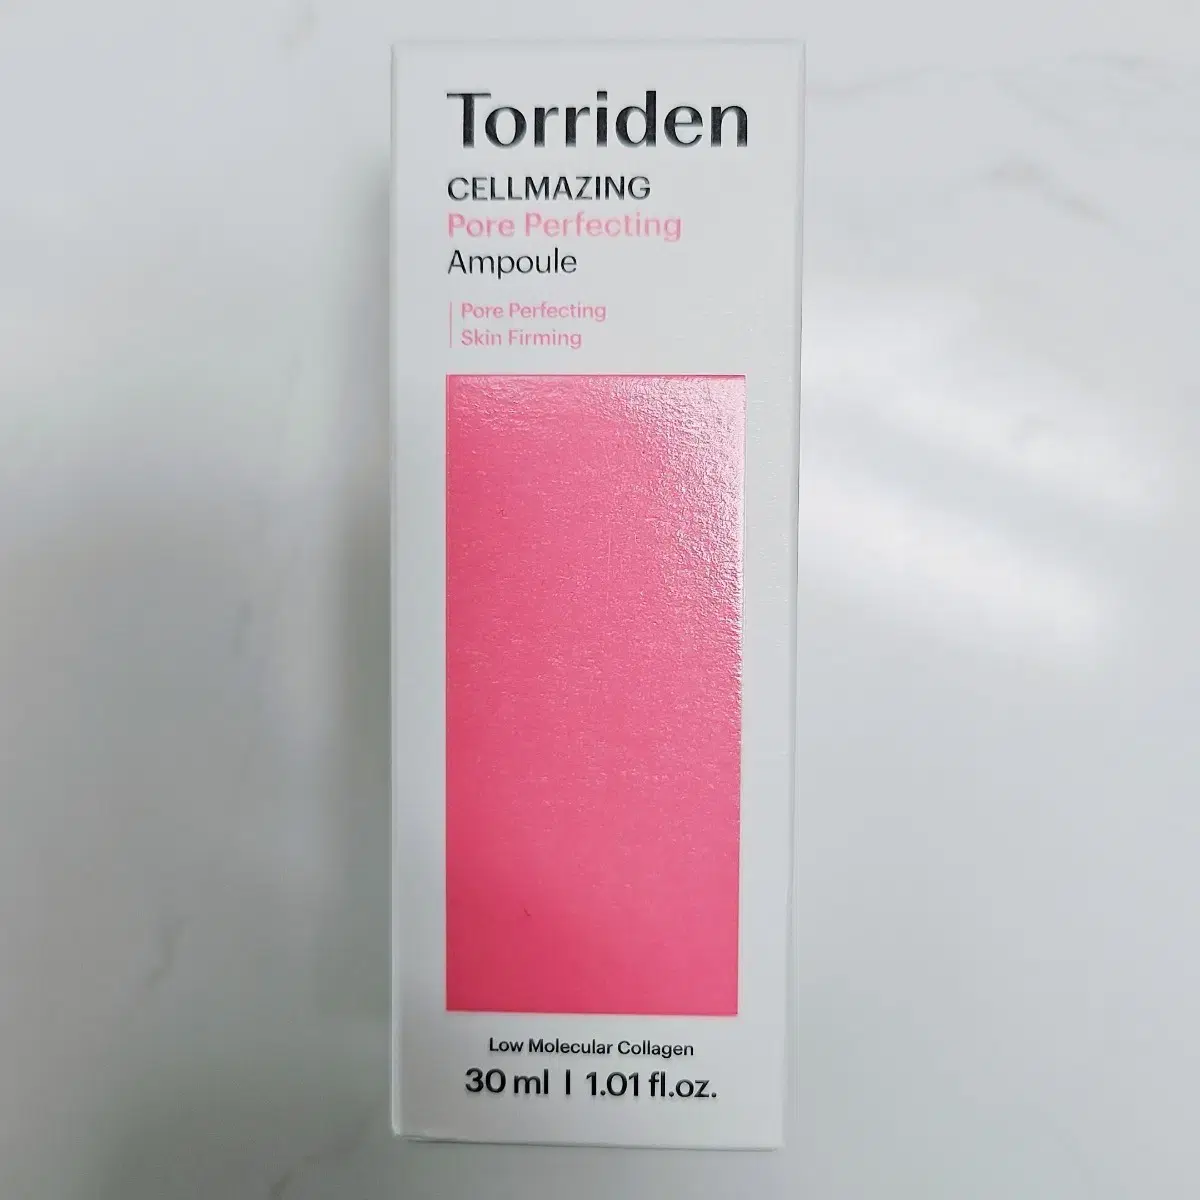 Torriden
CELLMAZING
Pore Perfecting
Ampoule
Pore Perfecting
Skin Firming
Low Molecular Collagen
30 ml | 1.01 fl.oz.